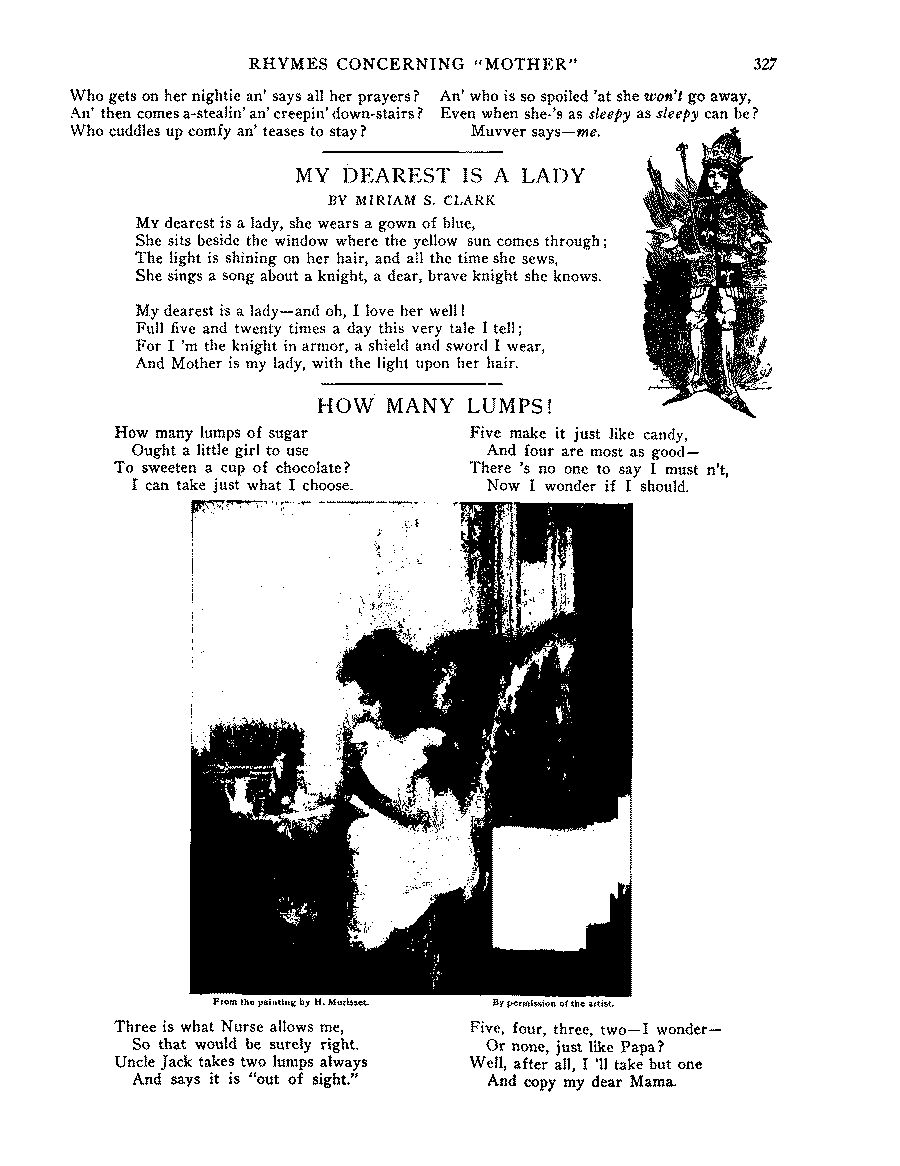 RHYMES CONCERNING "MOTHER" 327
Who gets on her nightie an' says all her prayers?
An' then comes a-stealin' an' creepin' down-stairs?
Who cuddles up comfy an' teases to stay?
An' who is so spoiled 'at she won't go away,
Even when she-'s as sleepy as sleepy can be?
Muvver says—me.
MY DEAREST IS A LADY
BY MIRIAM S. CLARK
My dearest is a lady, she wears a gown of blue,
She sits beside the window where the yellow sun comes through;
The light is shining on her hair, and all the time she sews,
She sings a song about a knight, a dear, brave knight she knows.
My dearest is a lady—and oh, I love her well!
Full five and twenty times a day this very tale I tell;
For I 'm the knight in armor, a shield and sword I wear,
And Mother is my lady, with the light upon her hair.
HOW MANY LUMPS!
How many lumps of sugar
Ought a little girl to use
To sweeten a cup of chocolate?
I can take just what I choose.
Five make it just like candy,
And four are most as good—
There 's no one to say I must n't,
Now I wonder if I should.
From the painting by H. Murisset.
By permission of the artist.
Three is what Nurse allows me,
So that would be surely right.
Uncle Jack takes two lumps always
And says it is "out of sight."
Five, four, three, two—I wonder—
Or none, just like Papa?
Well, after all, I 'll take but one
And copy my dear Mama.